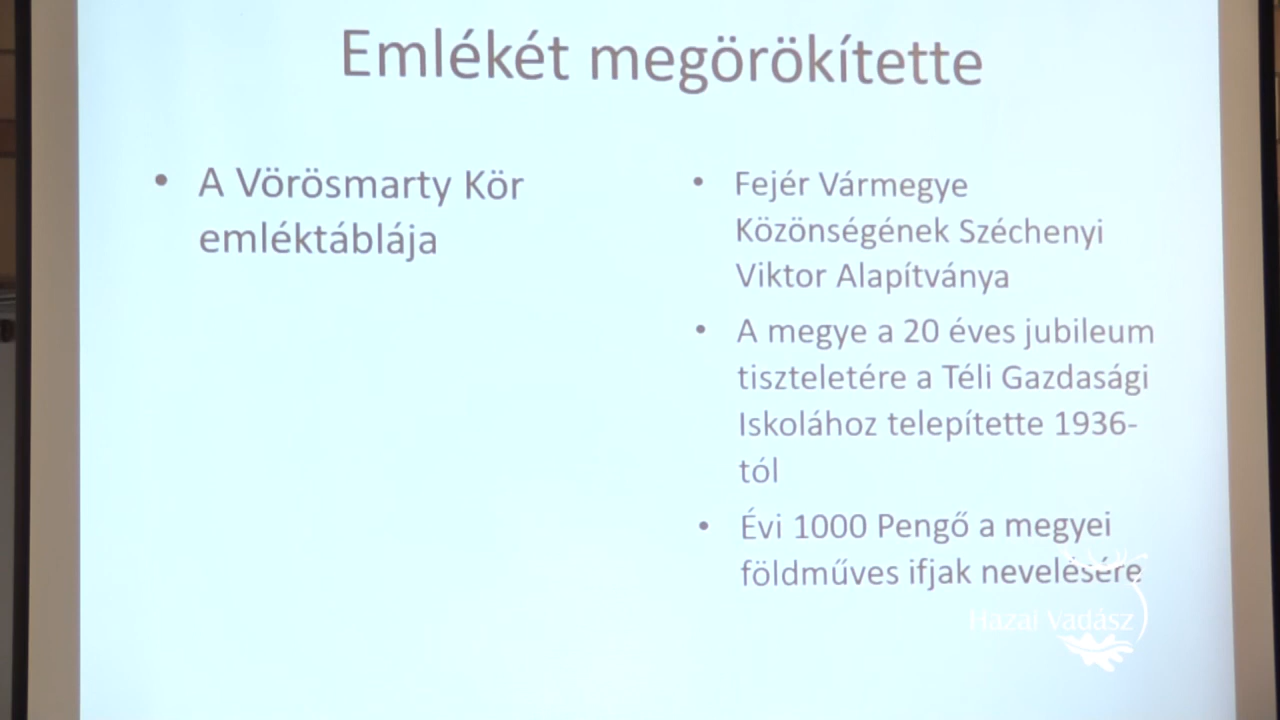 Emlékét megörökítette
• A Vörösmarty Kör
emléktáblája
• Fejér Vármegye
Közönségének Széchenyi
Viktor Alapítványa
• A megye a 20 éves jubileum
tiszteletére a Téli Gazdasági
Iskolához telepítette 1936-
tól
• Évi 1000 Pengő a megyei
földműves ifjak nevelésére
Hazai Vadász